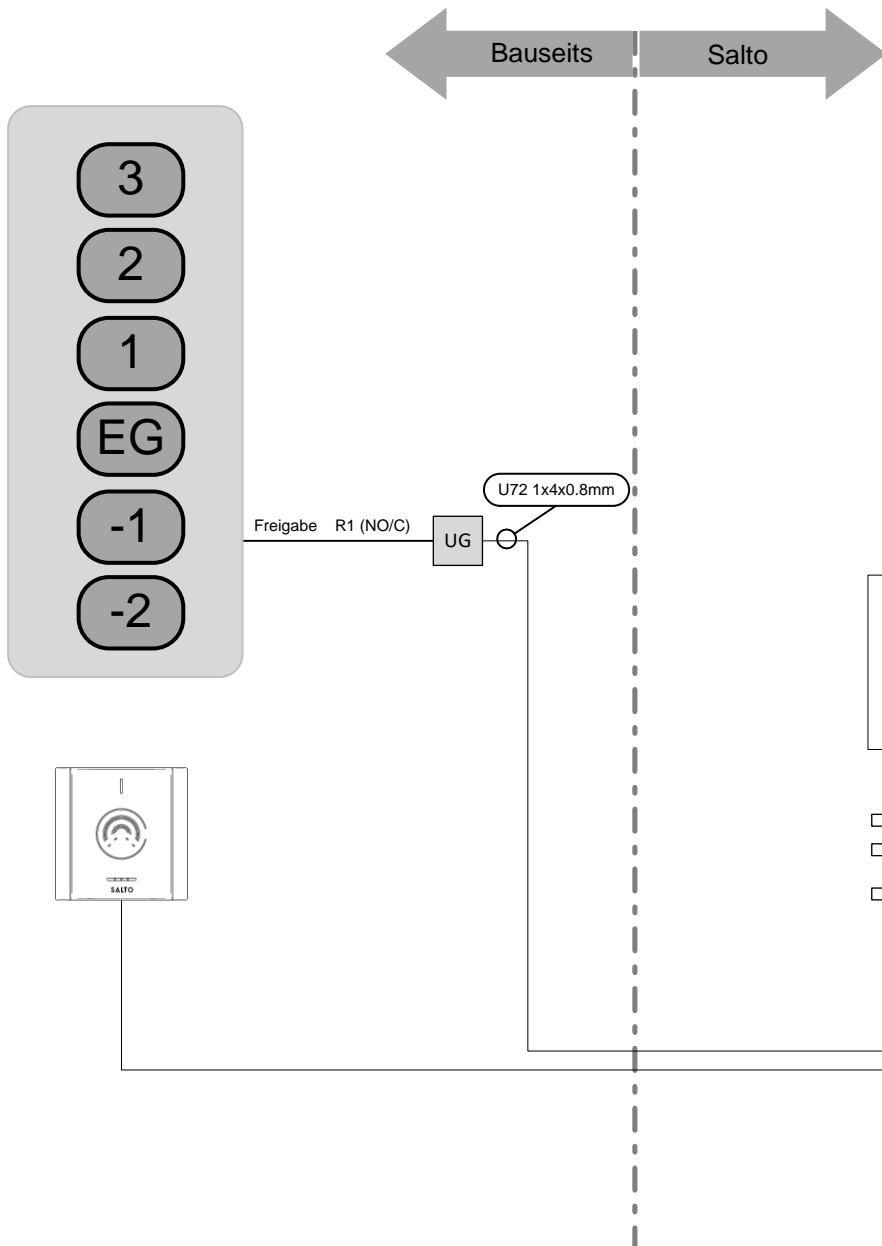 Bauseits
Salto
3
2
1
EG
-1
-2
U72 1x4x0.8mm
Freigabe R1 (NO/C)
UG
SALTO